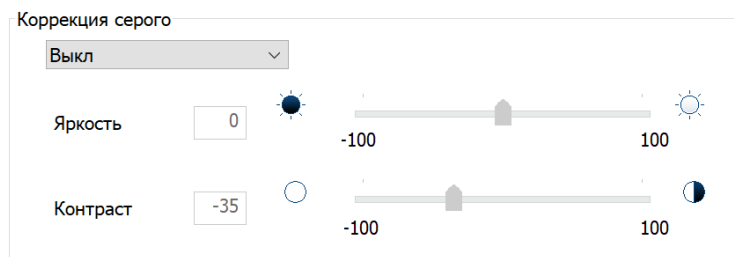 Коррекция серого
Выкл
Яркость 0 -100 100
Контраст -35 -100 100